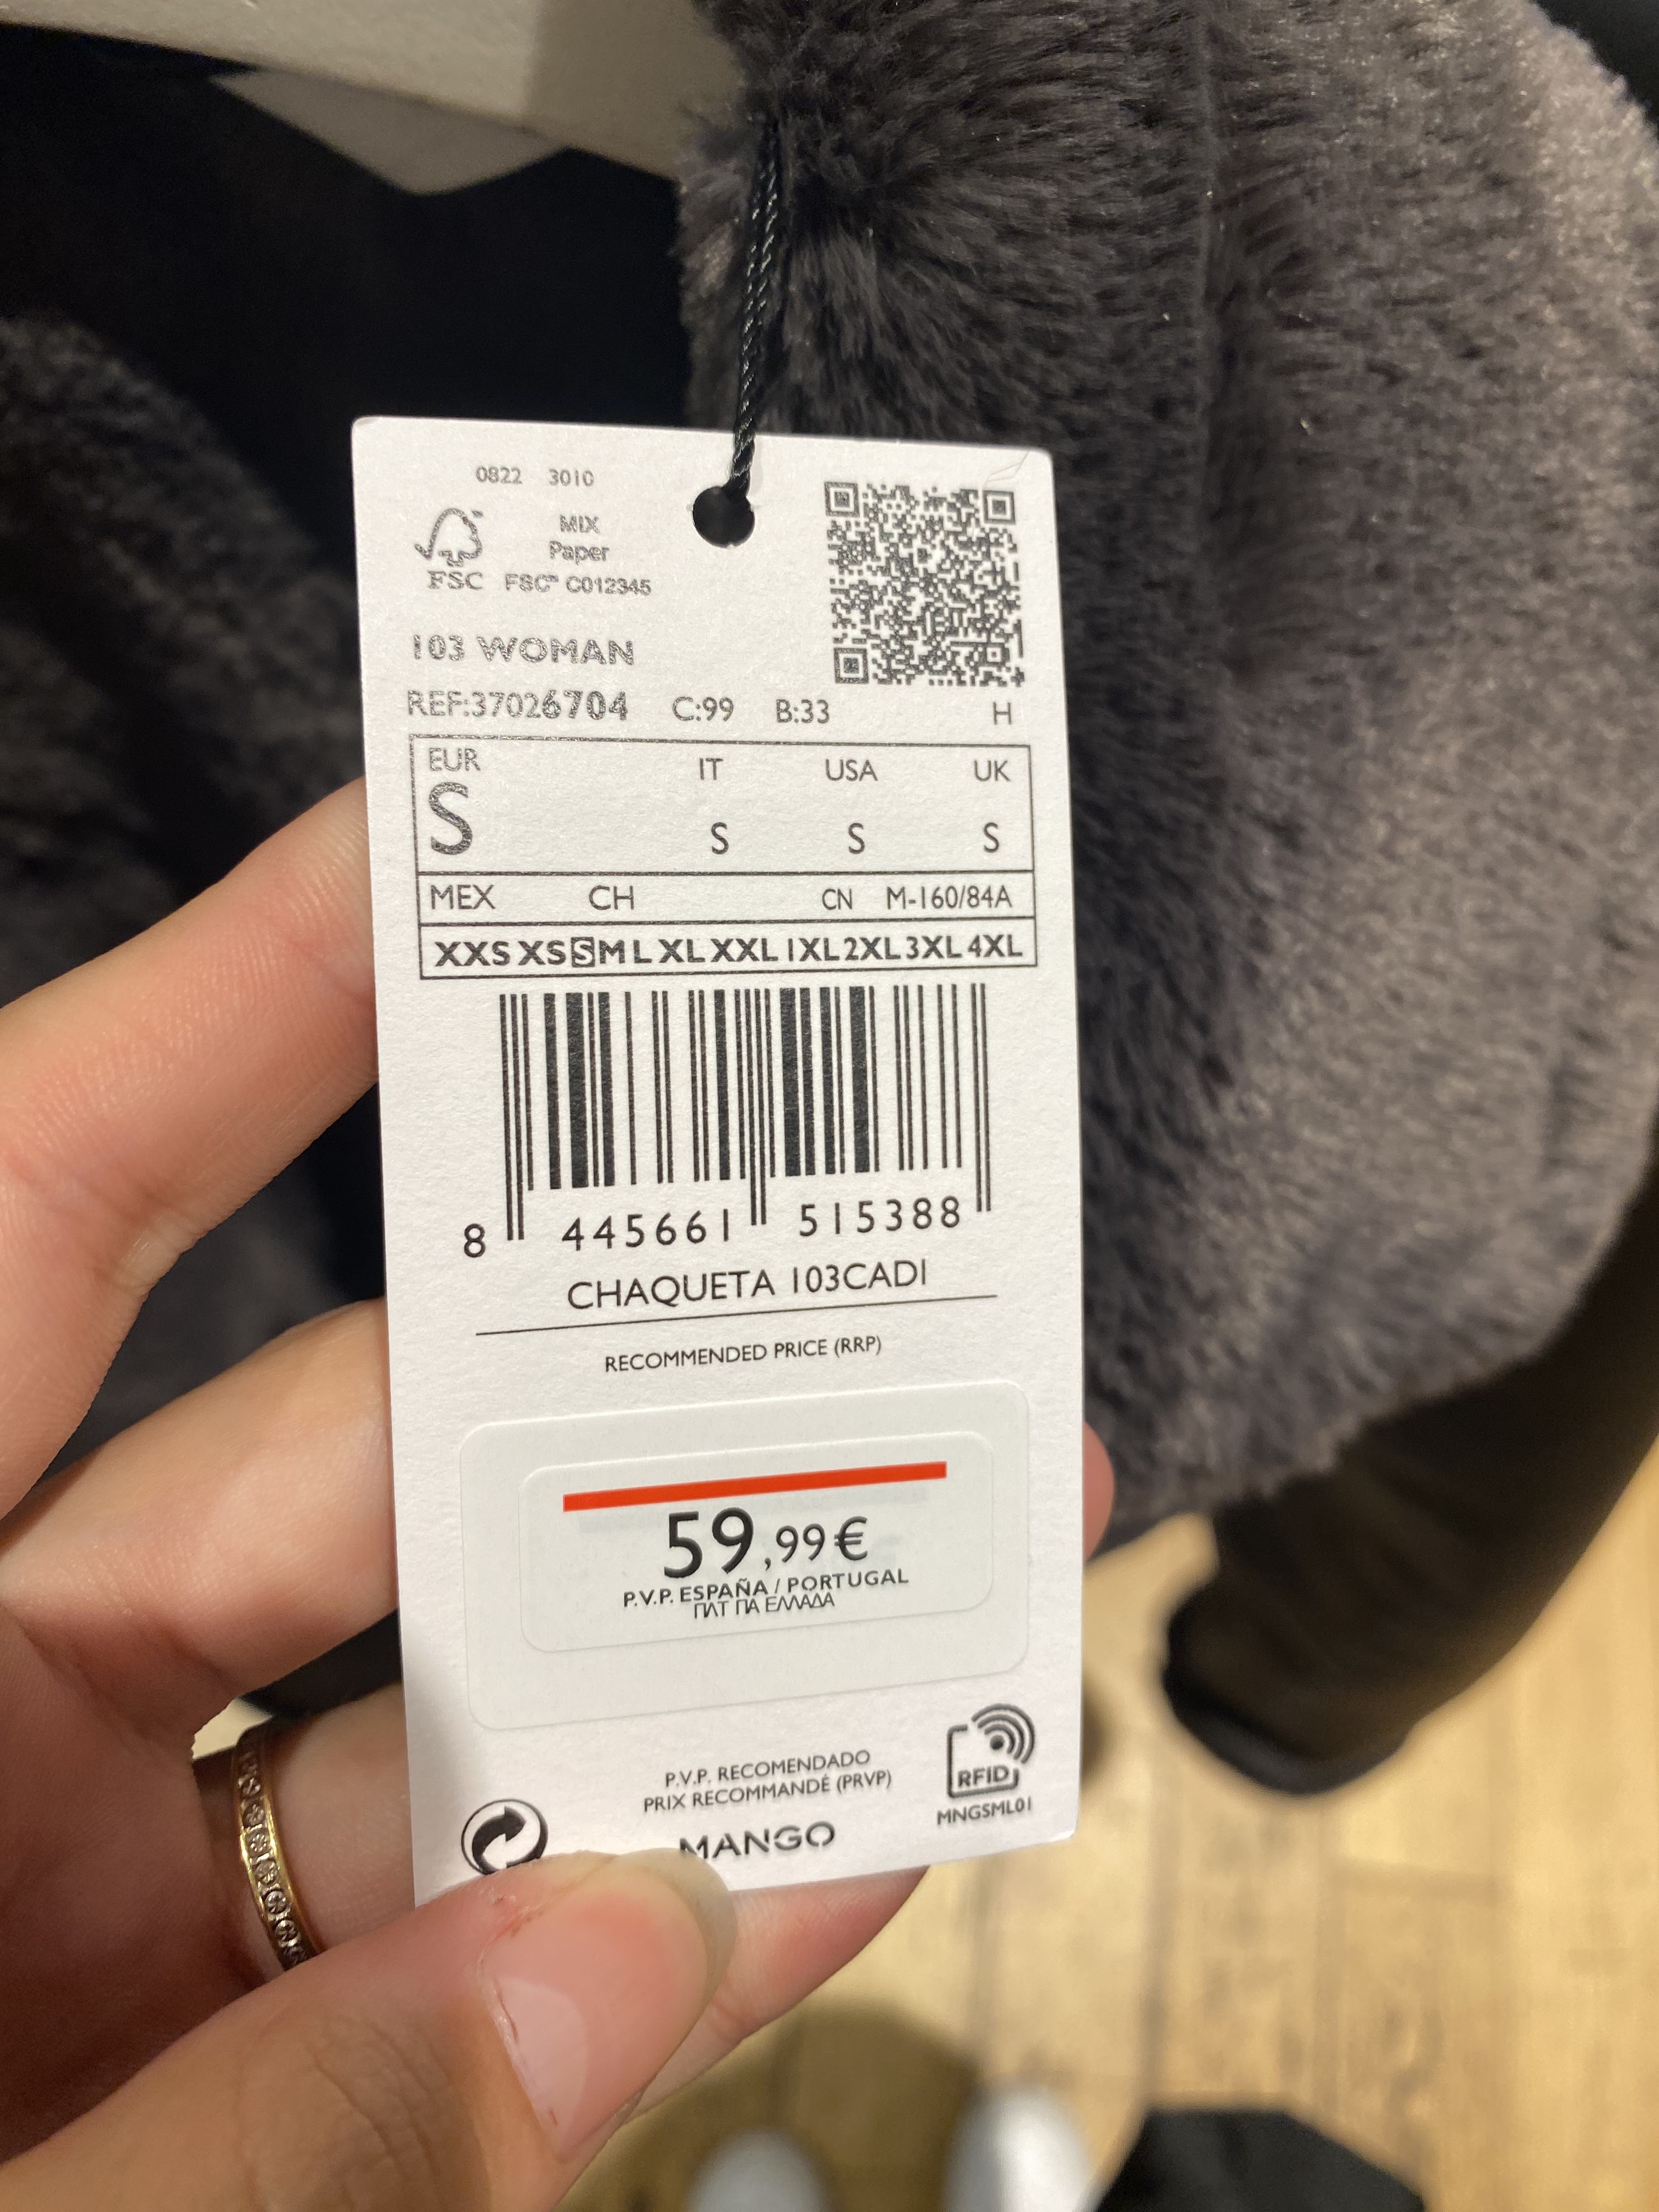 0822 3010
MIX
Paper
FSC FSC® C012345
103 WOMAN
REF:37026704 C:99 B:33 H
EUR IT USA UK
S S S S
MEX CH CN M-160/84A
XXS XS S M L XL XXL 1XL 2XL 3XL 4XL
8 445661 515388
CHAQUETA 103CADI
RECOMMENDED PRICE (RRP)
59,99€
P.V.P. ESPAÑA / PORTUGAL
ΠΛΤ ΓΙΑ ΕΛΛΑΔΑ
P.V.P. RECOMENDADO
PRIX RECOMMANDÉ (PRVP)
RFID
MNGSML01
MANGO